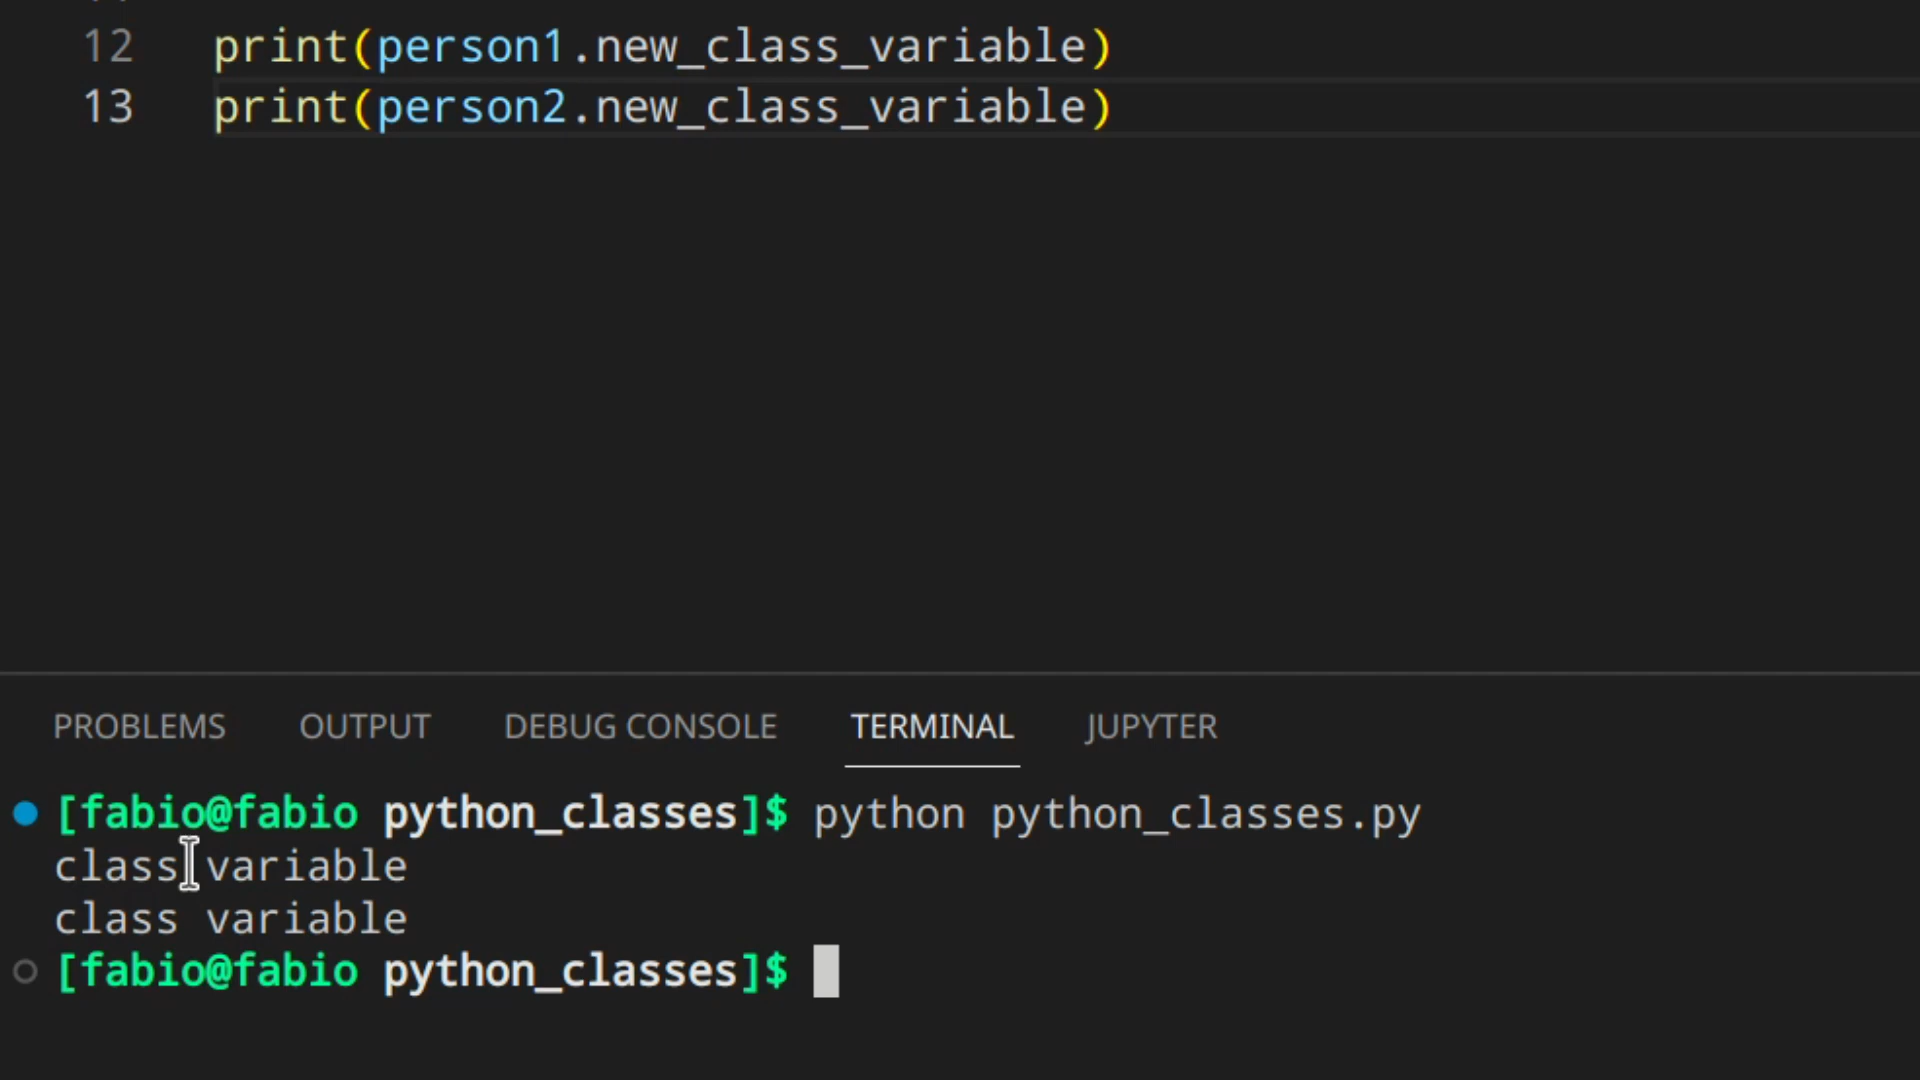 12 print(person1.new_class_variable)
13 print(person2.new_class_variable)
PROBLEMS OUTPUT DEBUG CONSOLE TERMINAL JUPYTER
[fabio@fabio python_classes]$ python python_classes.py
class variable
class variable
[fabio@fabio python_classes]$